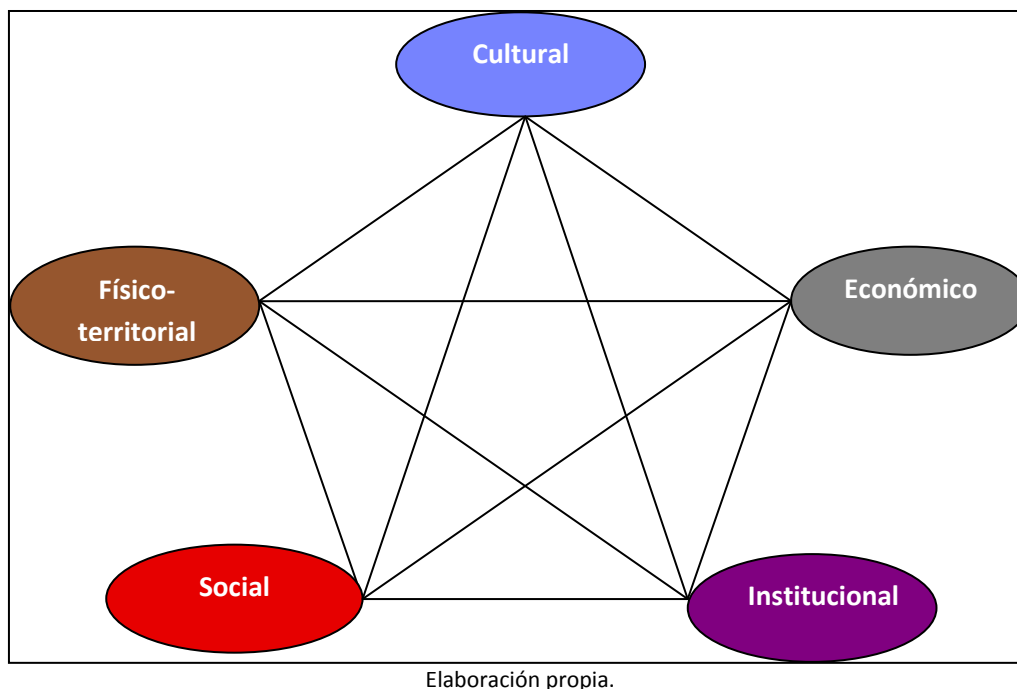 Cultural
Físico-
territorial
Económico
Social
Institucional
Elaboración propia.